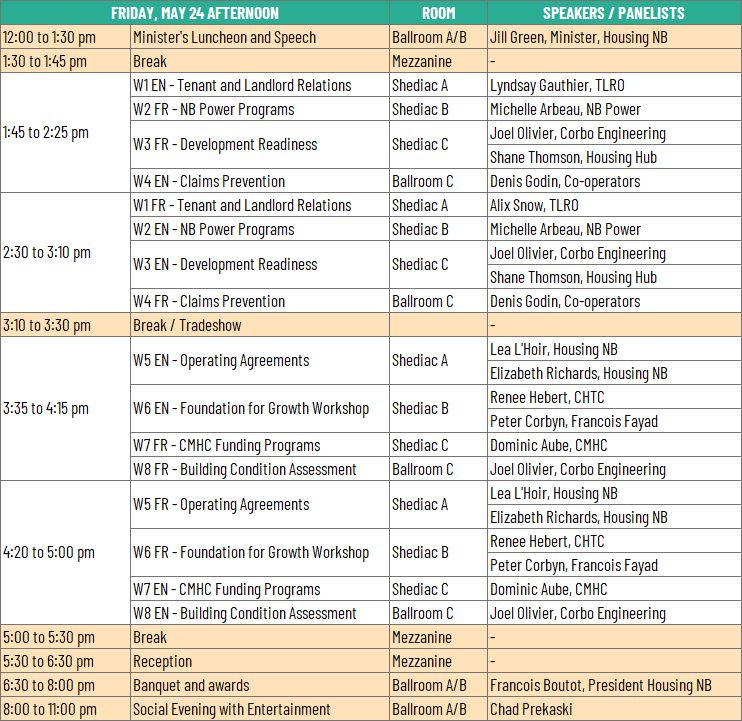 FRIDAY, MAY 24 AFTERNOON ROOM SPEAKERS / PANELISTS
12:00 to 1:30 pm Minister's Luncheon and Speech Ballroom A/B Jill Green, Minister, Housing NB
1:30 to 1:45 pm Break Mezzanine -
1:45 to 2:25 pm W1 EN - Tenant and Landlord Relations Shediac A Lyndsay Gauthier, TLRO
W2 FR - NB Power Programs Shediac B Michelle Arbeau, NB Power
W3 FR - Development Readiness Shediac C Joel Olivier, Corbo Engineering
Shane Thomson, Housing Hub
W4 EN - Claims Prevention Ballroom C Denis Godin, Co-operators
2:30 to 3:10 pm W1 FR - Tenant and Landlord Relations Shediac A Alix Snow, TLRO
W2 EN - NB Power Programs Shediac B Michelle Arbeau, NB Power
W3 EN - Development Readiness Shediac C Joel Olivier, Corbo Engineering
Shane Thomson, Housing Hub
W4 FR - Claims Prevention Ballroom C Denis Godin, Co-operators
3:10 to 3:30 pm Break / Tradeshow -
3:35 to 4:15 pm W5 EN - Operating Agreements Shediac A Lea L'Hoir, Housing NB
Elizabeth Richards, Housing NB
W6 EN - Foundation for Growth Workshop Shediac B Renee Hebert, CHTC
Peter Corbyn, Francois Fayad
W7 FR - CMHC Funding Programs Shediac C Dominic Aube, CMHC
W8 FR - Building Condition Assessment Ballroom C Joel Olivier, Corbo Engineering
4:20 to 5:00 pm W5 FR - Operating Agreements Shediac A Lea L'Hoir, Housing NB
Elizabeth Richards, Housing NB
W6 FR - Foundation for Growth Workshop Shediac B Renee Hebert, CHTC
Peter Corbyn, Francois Fayad
W7 EN - CMHC Funding Programs Shediac C Dominic Aube, CMHC
W8 EN - Building Condition Assessment Ballroom C Joel Olivier, Corbo Engineering
5:00 to 5:30 pm Break Mezzanine -
5:30 to 6:30 pm Reception Mezzanine -
6:30 to 8:00 pm Banquet and awards Ballroom A/B Francois Boutot, President Housing NB
8:00 to 11:00 pm Social Evening with Entertainment Ballroom A/B Chad Prekaski